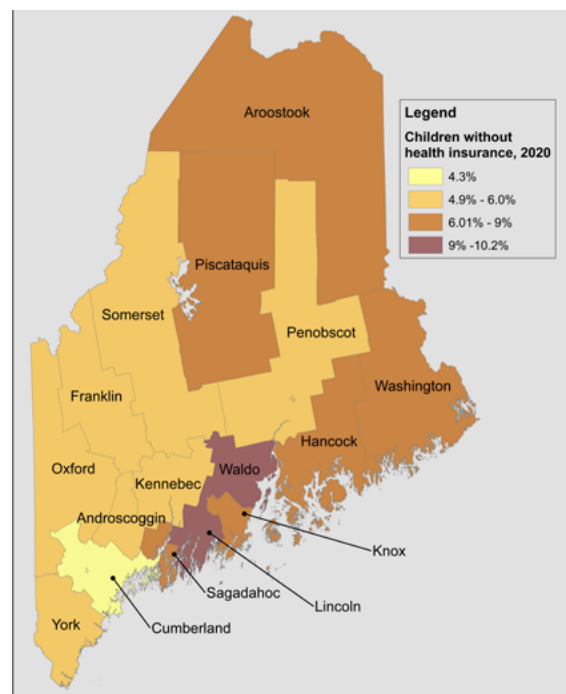 Aroostook
Legend
Children without
health insurance, 2020
4.3%
4.9% - 6.0%
6.01% - 9%
9% -10.2%
Piscataquis
Somerset
Penobscot
Washington
Franklin
Hancock
Oxford
Waldo
Kennebec
Androscoggin
Knox
Sagadahoc
Lincoln
York
Cumberland